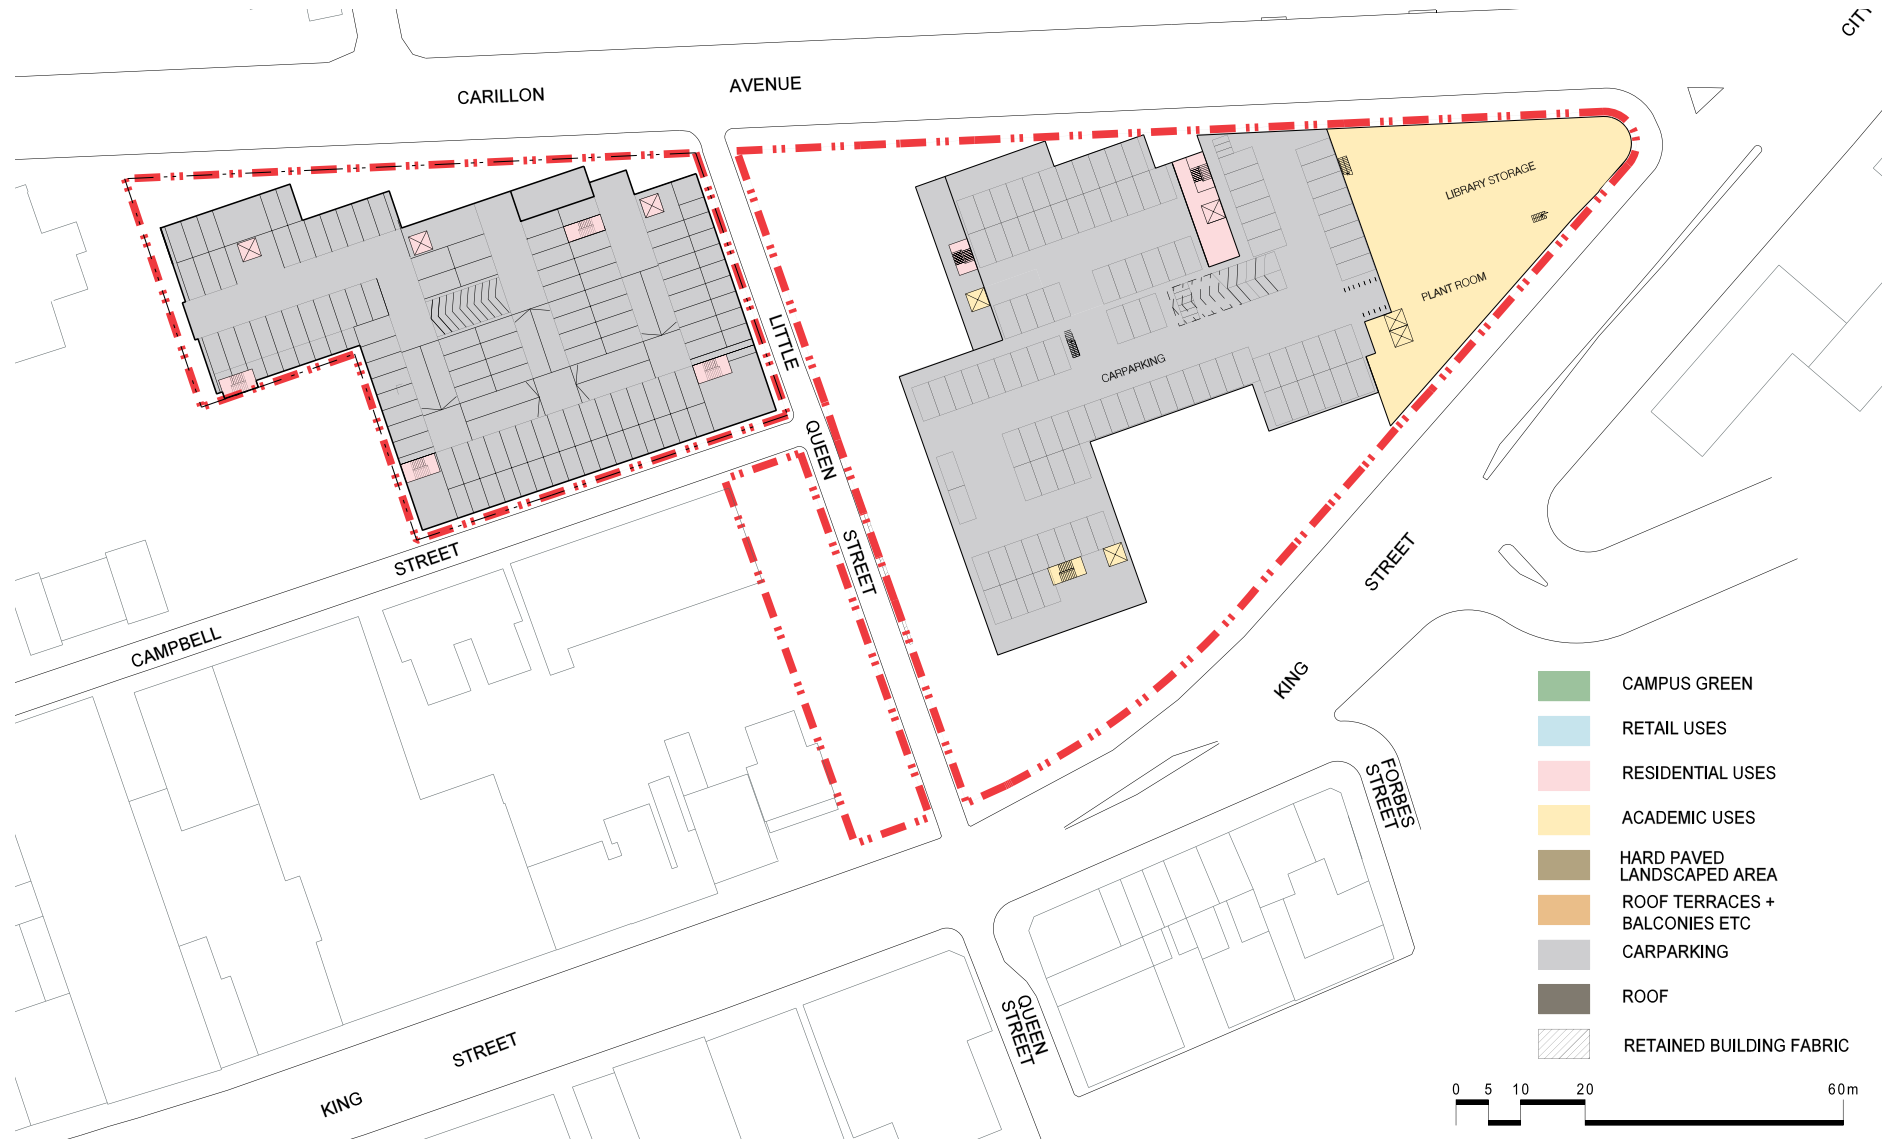 CITY
CARILLON
AVENUE
LIBRARY STORAGE
PLANT ROOM
LITTLE
CARPARKING
QUEEN
STREET
STREET
CAMPBELL
STREET
KING
FORBES
STREET
STREET
KING
QUEEN
STREET
CAMPUS GREEN
RETAIL USES
RESIDENTIAL USES
ACADEMIC USES
HARD PAVED
LANDSCAPED AREA
ROOF TERRACES +
BALCONIES ETC
CARPARKING
ROOF
RETAINED BUILDING FABRIC
0 5 10 20 60m